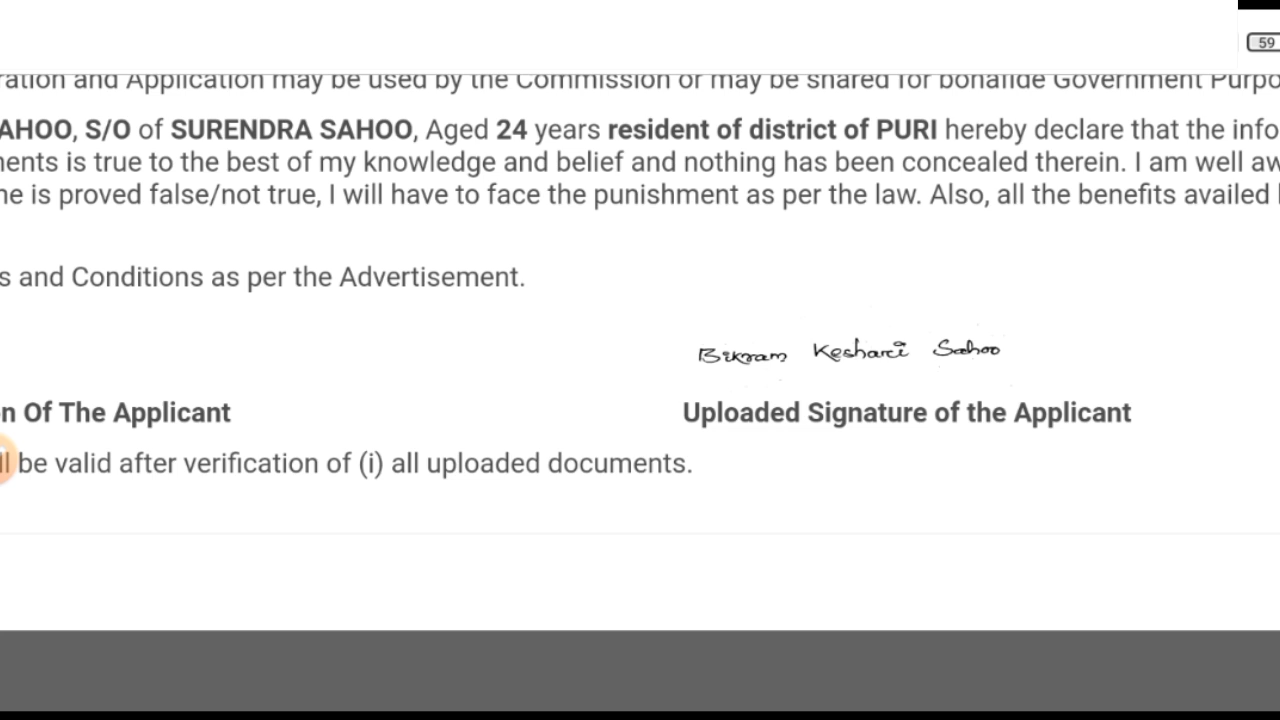 59
ration and Application may be used by the Commission or may be shared for bonafide Government Purpo
AHOO, S/O of SURENDRA SAHOO, Aged 24 years resident of district of PURI hereby declare that the info
nents is true to the best of my knowledge and belief and nothing has been concealed therein. I am well aw
ne is proved false/not true, I will have to face the punishment as per the law. Also, all the benefits availed
s and Conditions as per the Advertisement.
Bikram Keshari Sahoo
n Of The Applicant Uploaded Signature of the Applicant
ll be valid after verification of (i) all uploaded documents.